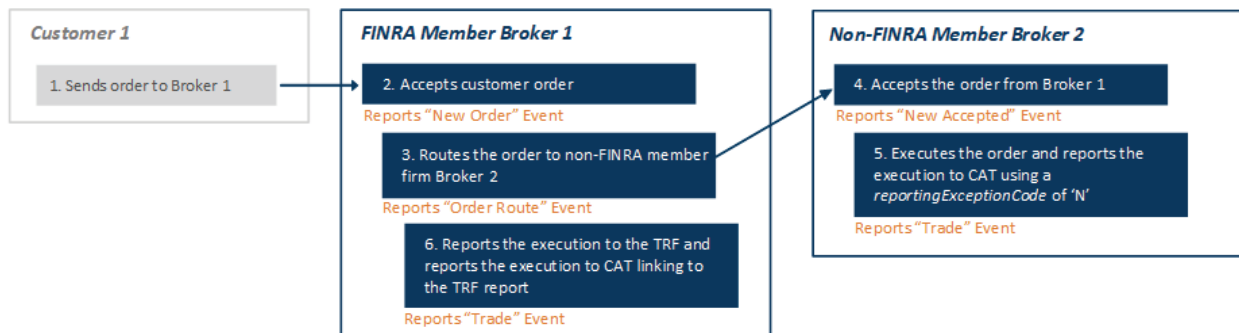 Customer 1
1. Sends order to Broker 1
FINRA Member Broker 1
2. Accepts customer order
Reports “New Order” Event
3. Routes the order to non-FINRA member
firm Broker 2
Reports “Order Route” Event
6. Reports the execution to the TRF and
reports the execution to CAT linking to
the TRF report
Reports “Trade” Event
Non-FINRA Member Broker 2
4. Accepts the order from Broker 1
Reports “New Accepted” Event
5. Executes the order and reports the
execution to CAT using a
reportingExceptionCode of ‘N’
Reports “Trade” Event